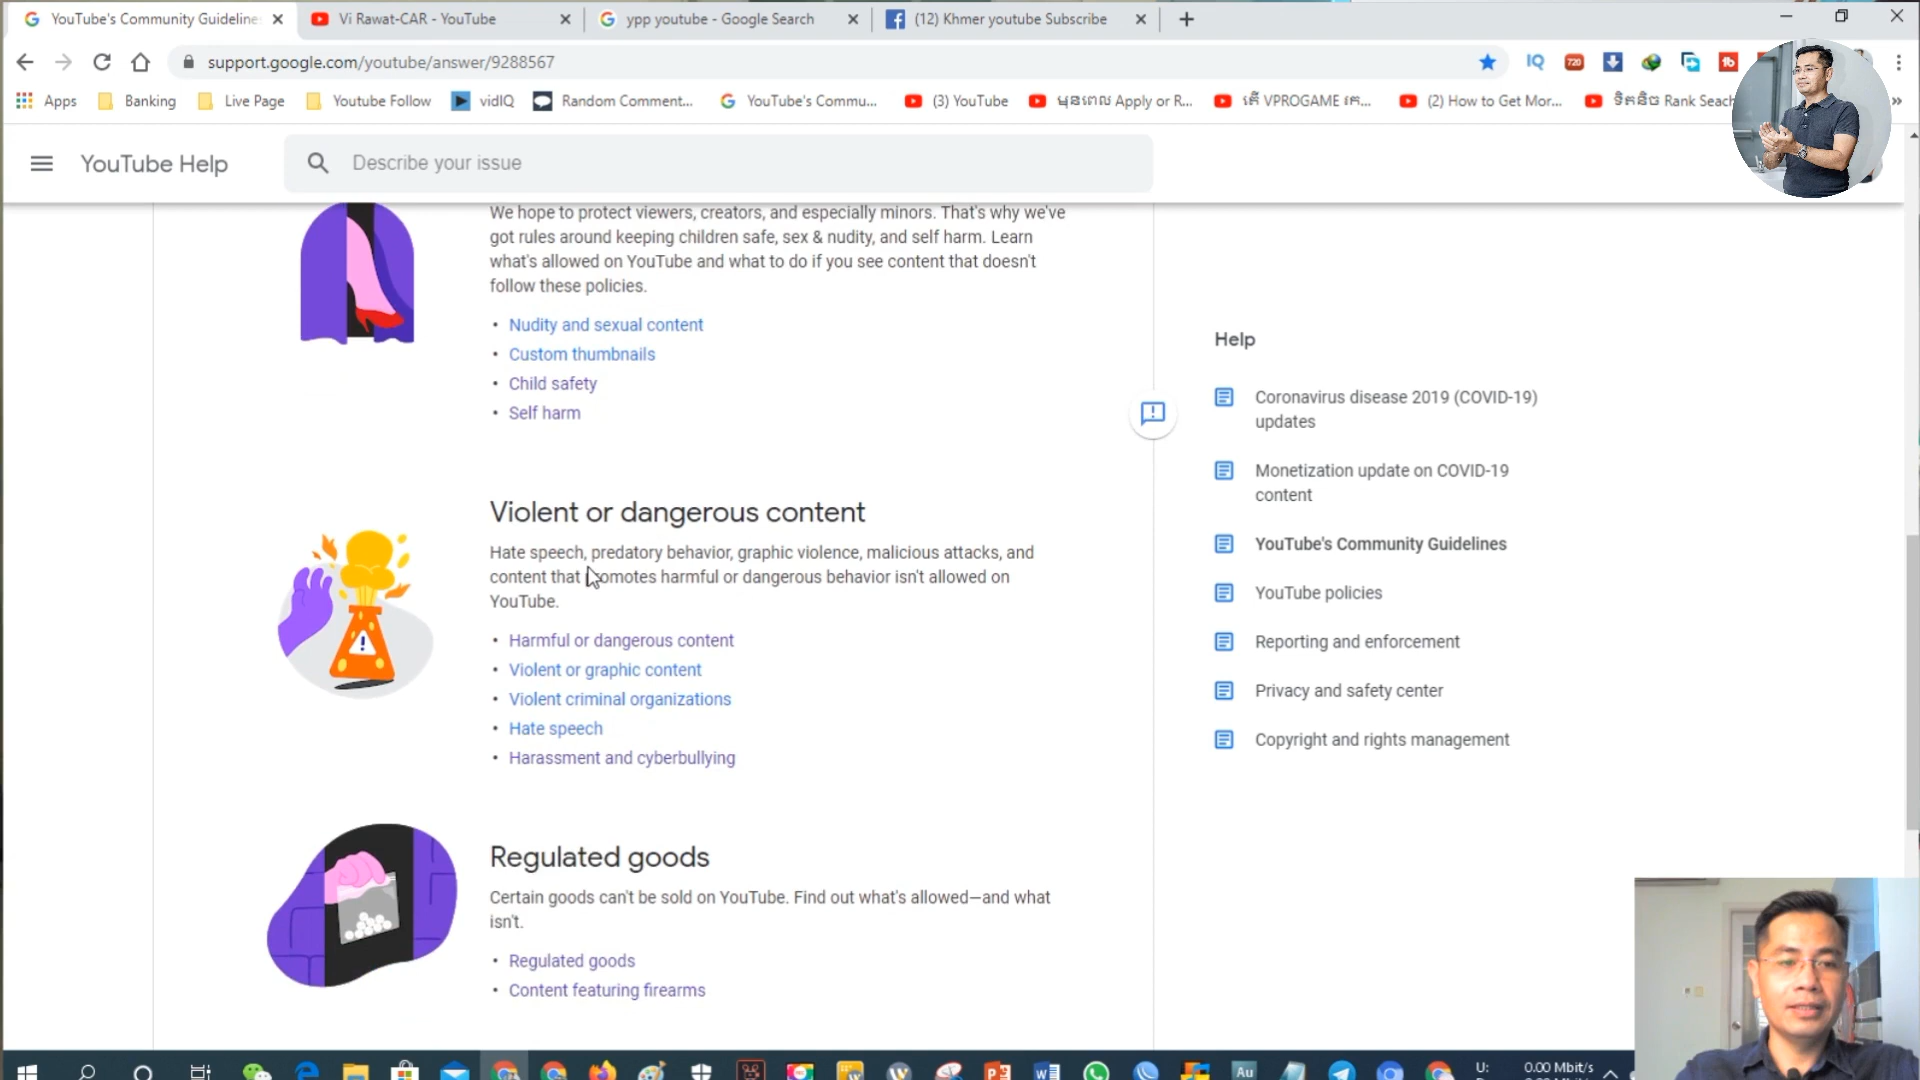 YouTube's Community Guideline
Vi Rawat-CAR - YouTube
ypp youtube - Google Search
(12) Khmer youtube Subscribe
support.google.com/youtube/answer/9288567
Apps
Banking
Live Page
Youtube Follow
vidIQ
Random Comment...
YouTube's Commu...
(3) YouTube
មុនពេល Apply or R...
តើ VPROGAME រក...
(2) How to Get Mor...
Rank Seach
YouTube Help
Describe your issue
We hope to protect viewers, creators, and especially minors. That's why we've
got rules around keeping children safe, sex & nudity, and self harm. Learn
what's allowed on YouTube and what to do if you see content that doesn't
follow these policies.
• Nudity and sexual content
• Custom thumbnails
• Child safety
• Self harm
Violent or dangerous content
Hate speech, predatory behavior, graphic violence, malicious attacks, and
content that promotes harmful or dangerous behavior isn't allowed on
YouTube.
• Harmful or dangerous content
• Violent or graphic content
• Violent criminal organizations
• Hate speech
• Harassment and cyberbullying
Regulated goods
Certain goods can't be sold on YouTube. Find out what's allowed—and what
isn't.
• Regulated goods
• Content featuring firearms
Help
Coronavirus disease 2019 (COVID-19)
updates
Monetization update on COVID-19
content
YouTube's Community Guidelines
YouTube policies
Reporting and enforcement
Privacy and safety center
Copyright and rights management
U: 0.00 Mbit/s